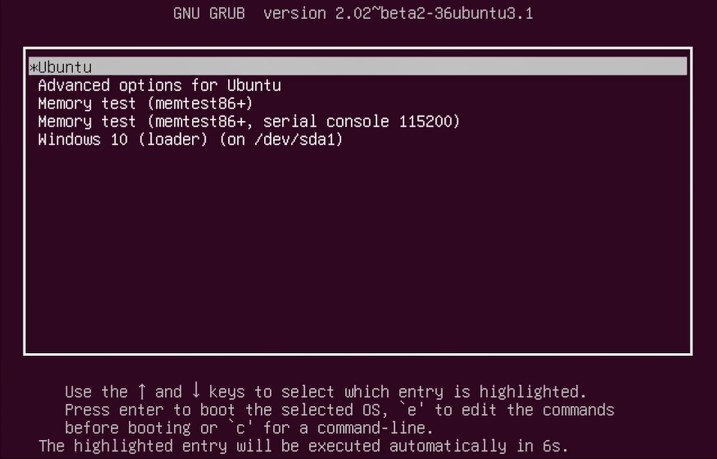 GNU GRUB  version 2.02~beta2-36ubuntu3.1
*Ubuntu
Advanced options for Ubuntu
Memory test (memtest86+)
Memory test (memtest86+, serial console 115200)
Windows 10 (loader) (on /dev/sda1)
Use the ↑ and ↓ keys to select which entry is highlighted.
Press enter to boot the selected OS, `e' to edit the commands
before booting or `c' for a command-line.
The highlighted entry will be executed automatically in 6s.